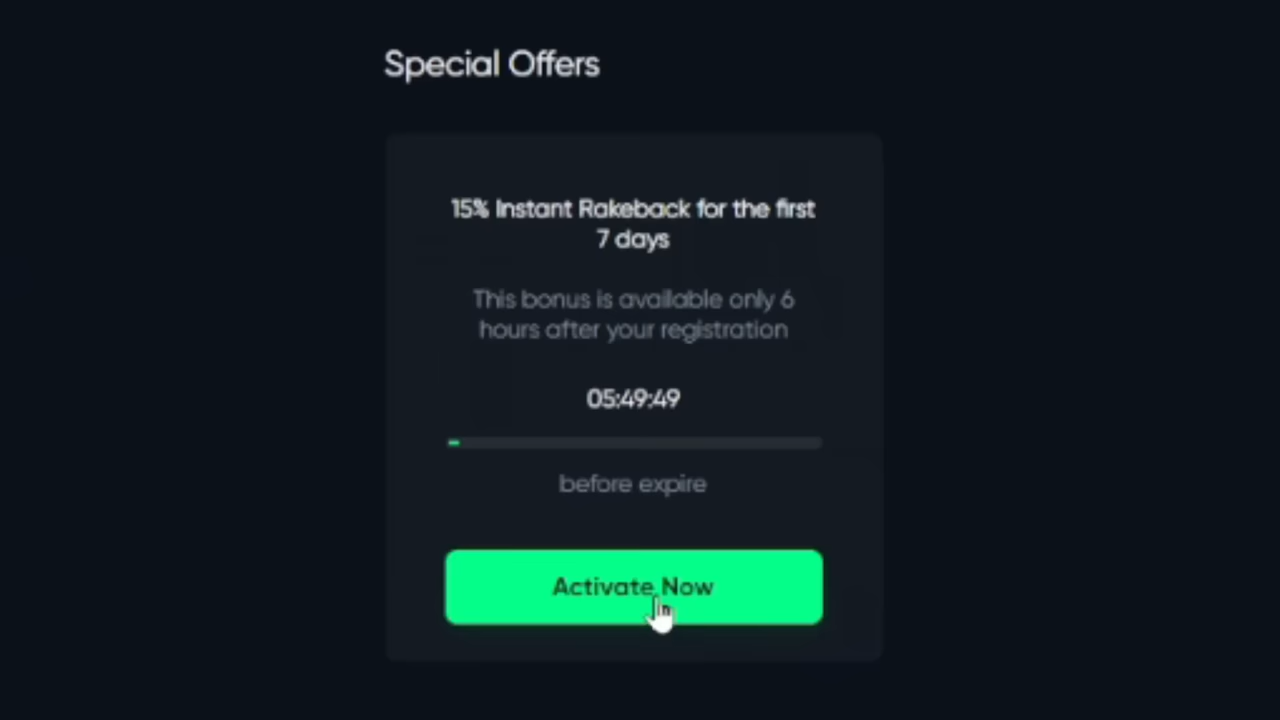 Special Offers
15% Instant Rakeback for the first
7 days
This bonus is available only 6
hours after your registration
05:49:49
before expire
Activate Now